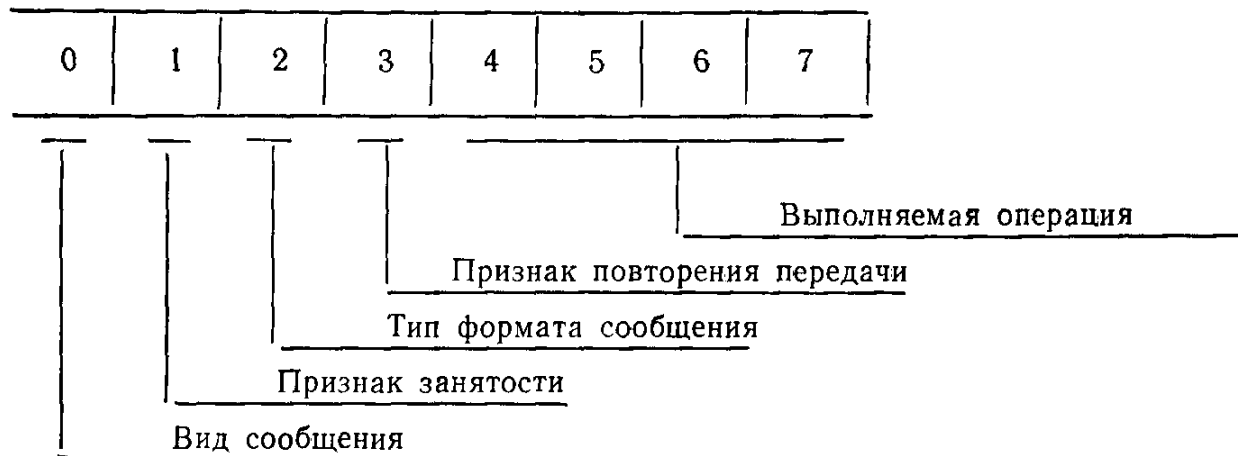 0 1 2 3 4 5 6 7
Выполняемая операция
Признак повторения передачи
Тип формата сообщения
Признак занятости
Вид сообщения